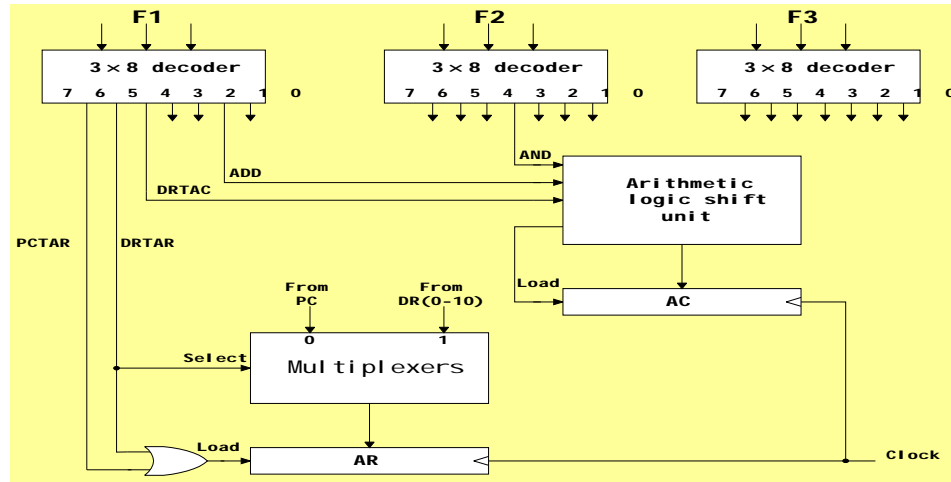 F1 F2 F3
3 × 8 decoder 3 × 8 decoder 3 × 8 decoder
7 6 5 4 3 2 1 0 7 6 5 4 3 2 1 0 7 6 5 4 3 2 1 0
AND
ADD
DRTAC
Arithmetic
logic shift
unit
PCTAR DRTAR
From
PC
From
DR(0-10)
Load
AC
0 1
Select
Multiplexers
Load
AR
Clock